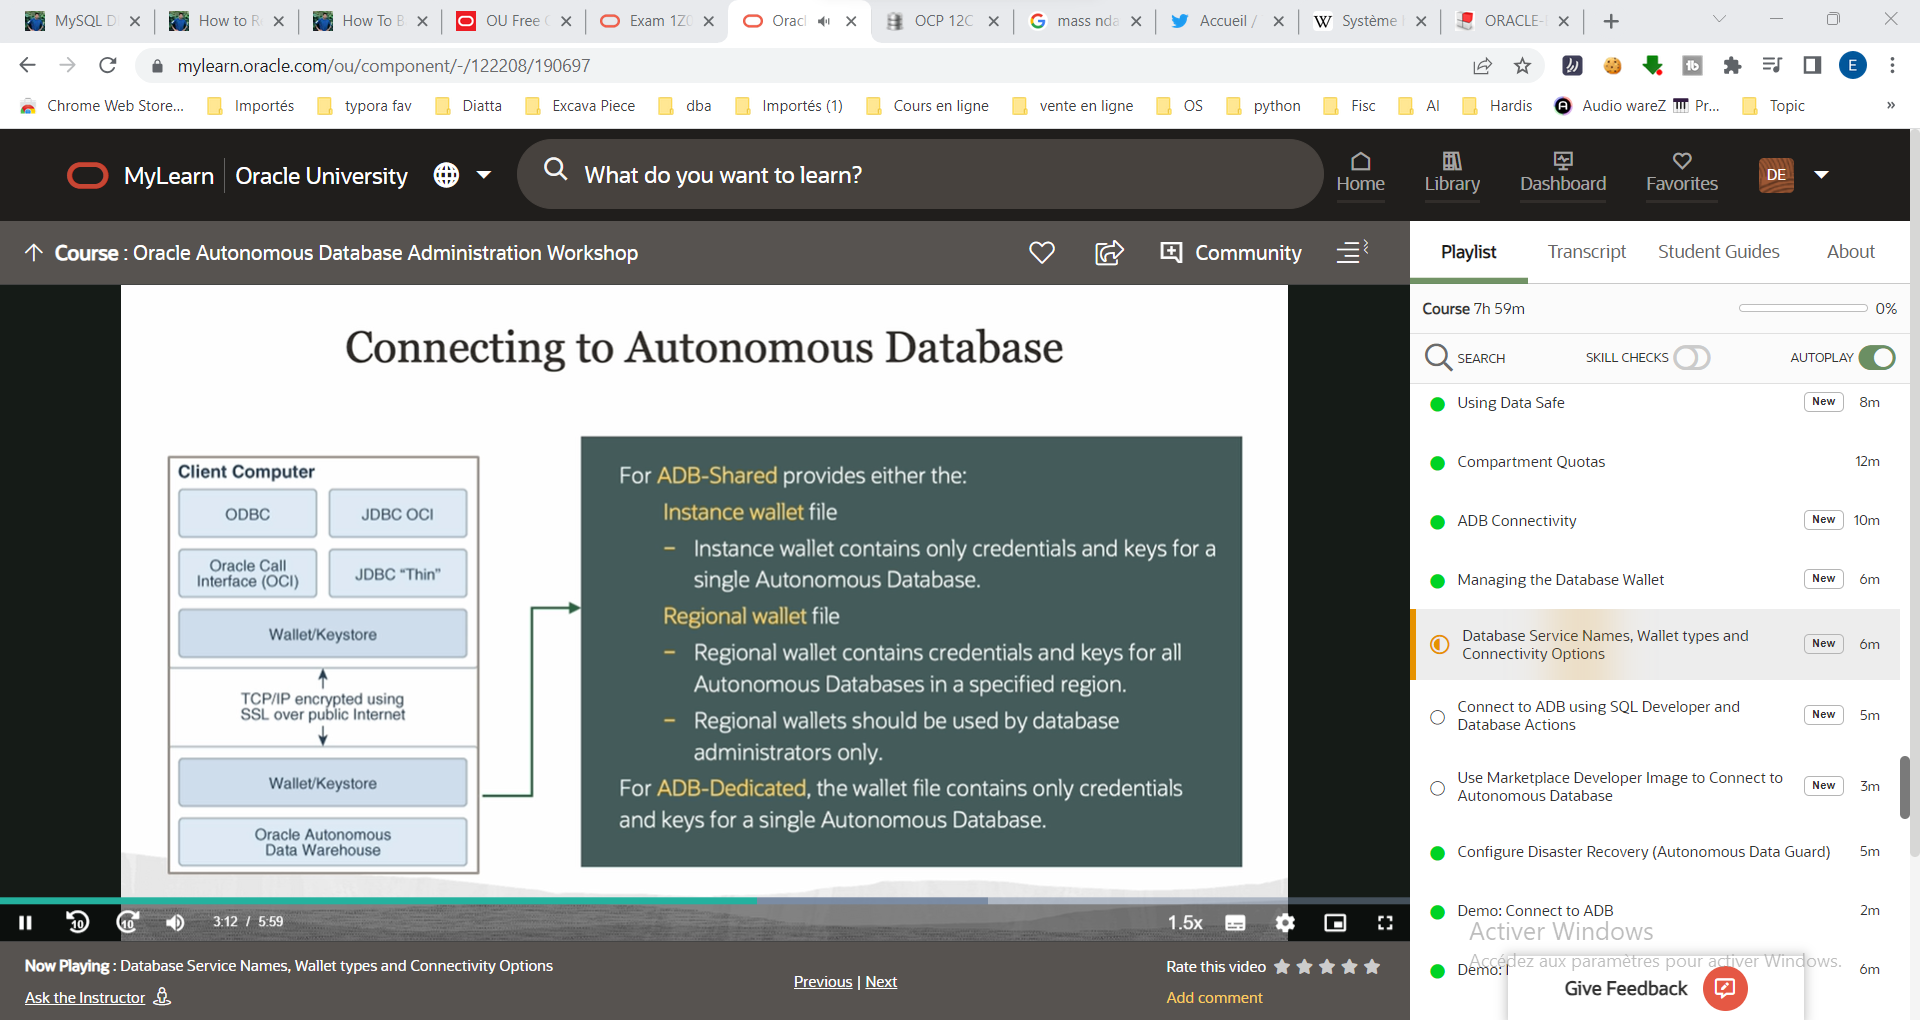 MySQL D
How to R
How To B
OU Free
Exam 1Z0
Orac
OCP 12C
mass nda
Accueil /
Système
ORACLE-
mylearn.oracle.com/ou/component/-/122208/190697
E
Chrome Web Store...
Importés
typora fav
Diatta
Excava Piece
dba
Importés (1)
Cours en ligne
vente en ligne
OS
python
Fisc
AI
Hardis
Audio wareZ
Pr...
Topic
»
MyLearn
Oracle University
What do you want to learn?
Home
Library
Dashboard
Favorites
DE
Course : Oracle Autonomous Database Administration Workshop
Community
Connecting to Autonomous Database
Client Computer
ODBC
JDBC OCI
Oracle Call
Interface (OCI)
JDBC “Thin”
Wallet/Keystore
TCP/IP encrypted using
SSL over public Internet
Wallet/Keystore
Oracle Autonomous
Data Warehouse
For ADB-Shared provides either the:
Instance wallet file
– Instance wallet contains only credentials and keys for a
single Autonomous Database.
Regional wallet file
– Regional wallet contains credentials and keys for all
Autonomous Databases in a specified region.
– Regional wallets should be used by database
administrators only.
For ADB-Dedicated, the wallet file contains only credentials
and keys for a single Autonomous Database.
10
10
3:12 / 5:59
1.5x
Now Playing : Database Service Names, Wallet types and Connectivity Options
Ask the Instructor
Previous | Next
Rate this video
Add comment
Playlist
Transcript
Student Guides
About
Course 7h 59m
0%
SEARCH
SKILL CHECKS
AUTOPLAY
Using Data Safe
New
8m
Compartment Quotas
12m
ADB Connectivity
New
10m
Managing the Database Wallet
New
6m
Database Service Names, Wallet types and
Connectivity Options
New
6m
Connect to ADB using SQL Developer and
Database Actions
New
5m
Use Marketplace Developer Image to Connect to
Autonomous Database
New
3m
Configure Disaster Recovery (Autonomous Data Guard)
5m
Demo: Connect to ADB
2m
Activer Windows
Accédez aux paramètres pour activer Windows.
Demo:
6m
Give Feedback